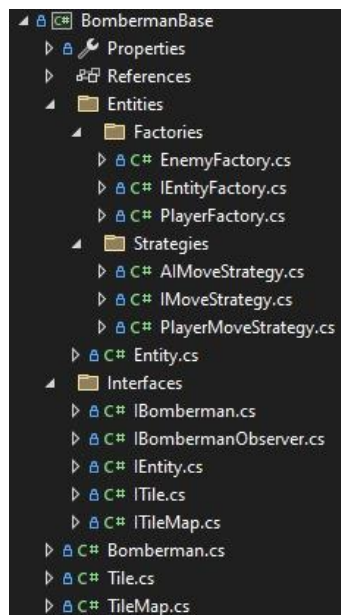 C# BombermanBase
Properties
References
Entities
Factories
C# EnemyFactory.cs
C# IEntityFactory.cs
C# PlayerFactory.cs
Strategies
C# AIMoveStrategy.cs
C# IMoveStrategy.cs
C# PlayerMoveStrategy.cs
C# Entity.cs
Interfaces
C# IBomberman.cs
C# IBombermanObserver.cs
C# IEntity.cs
C# ITile.cs
C# ITileMap.cs
C# Bomberman.cs
C# Tile.cs
C# TileMap.cs